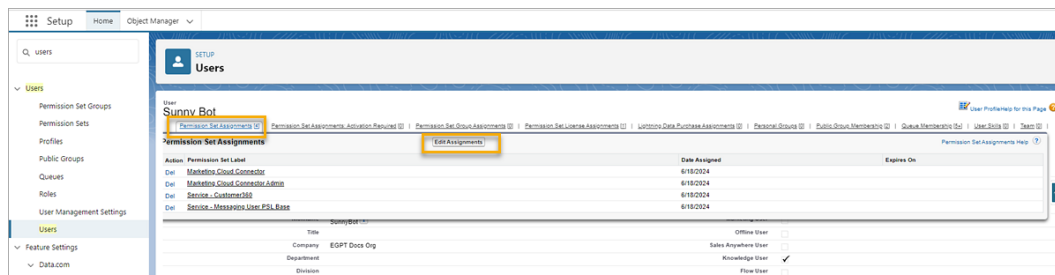 Setup Home Object Manager
users
SETUP
Users
Users
Permission Set Groups
Permission Sets
Profiles
Public Groups
Queues
Roles
User Management Settings
Users
Feature Settings
Data.com
User
Sunny Bot
User Profile Help for this Page
Permission Set Assignments [4] | Permission Set Assignments: Activation Required [0] | Permission Set Group Assignments [0] | Permission Set License Assignments [1] | Lightning Data Purchase Assignments [0] | Personal Groups [0] | Public Group Membership [2] | Queue Membership [5+] | User Skills [0] | Team [0] |
Permission Set Assignments Edit Assignments Permission Set Assignments Help ?
Action Permission Set Label Date Assigned Expires On
Del Marketing Cloud Connector 6/18/2024
Del Marketing Cloud Connector Admin 6/18/2024
Del Service - Customer360 6/18/2024
Del Service - Messaging User PSL Base 6/18/2024
SunnyBot
Title Offline User
Company EGPT Docs Org Sales Anywhere User
Department Knowledge User
Division Flow User